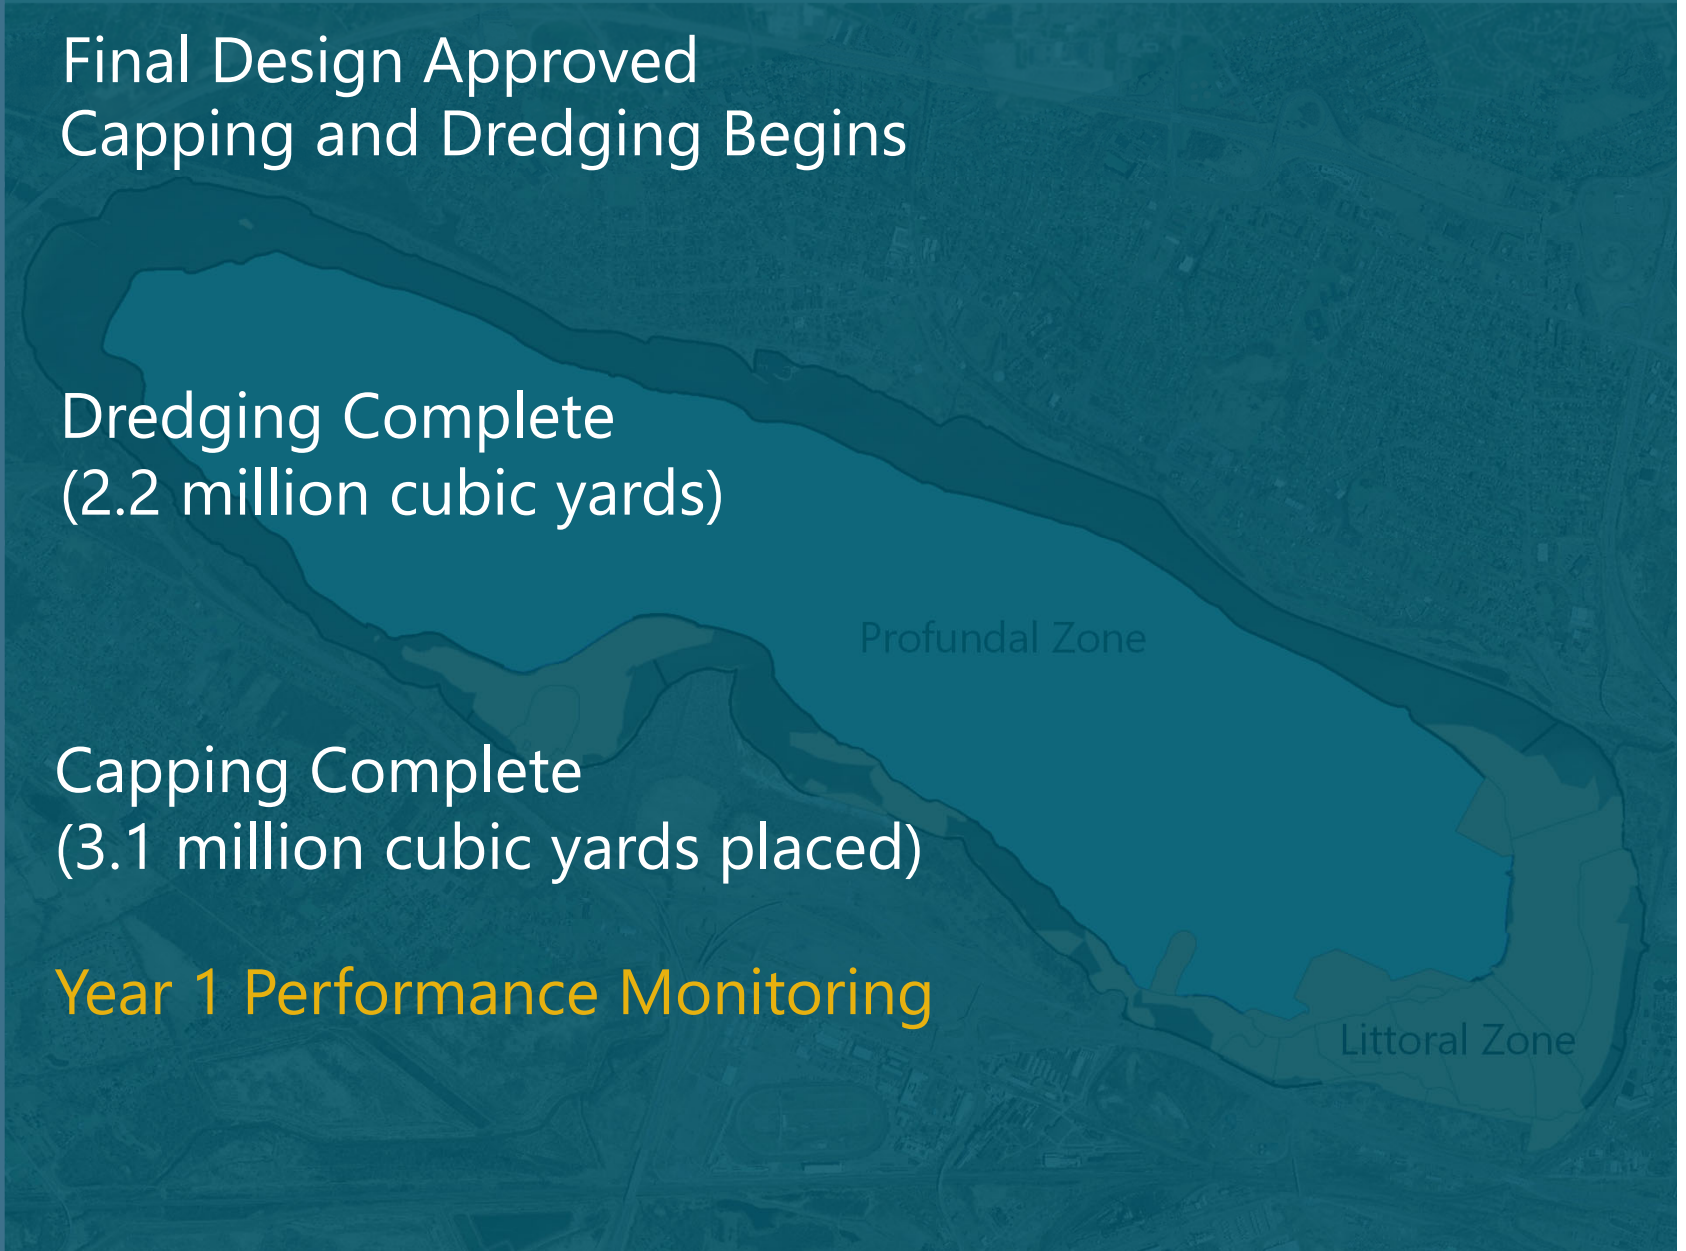 Final Design Approved
Capping and Dredging Begins
Dredging Complete
(2.2 million cubic yards)
Profundal Zone
Capping Complete
(3.1 million cubic yards placed)
Year 1 Performance Monitoring
Littoral Zone